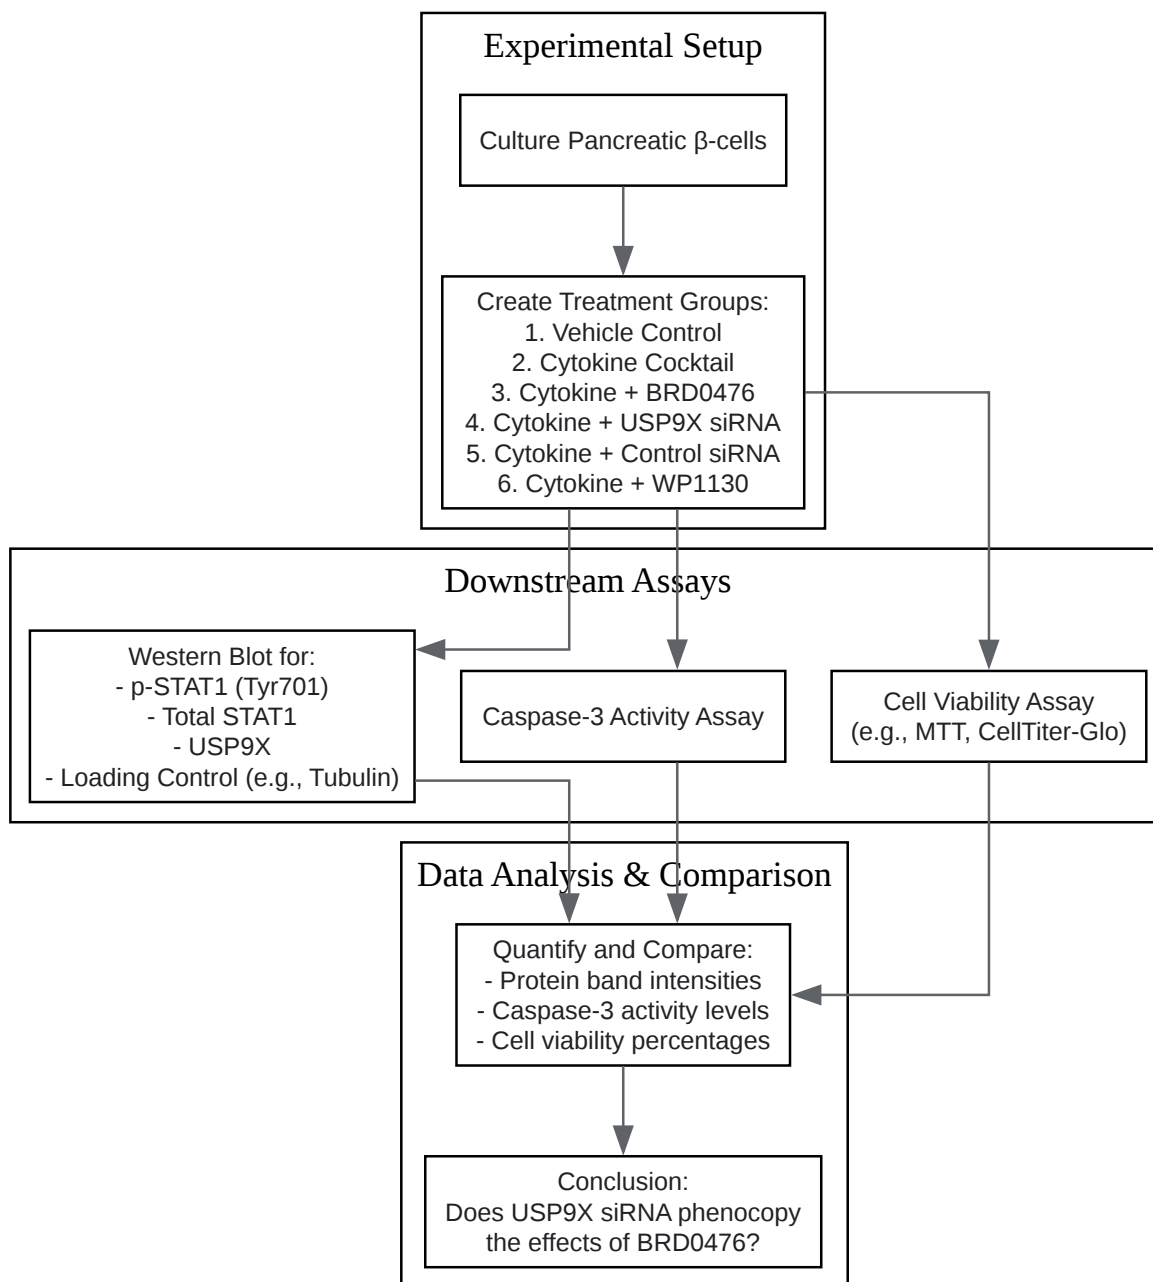 Experimental Setup
Culture Pancreatic β-cells
Create Treatment Groups:
1. Vehicle Control
2. Cytokine Cocktail
3. Cytokine + BRD0476
4. Cytokine + USP9X siRNA
5. Cytokine + Control siRNA
6. Cytokine + WP1130
Downstream Assays
Western Blot for:
- p-STAT1 (Tyr701)
- Total STAT1
- USP9X
- Loading Control (e.g., Tubulin)
Caspase-3 Activity Assay
Cell Viability Assay
(e.g., MTT, CellTiter-Glo)
Data Analysis & Comparison
Quantify and Compare:
- Protein band intensities
- Caspase-3 activity levels
- Cell viability percentages
Conclusion:
Does USP9X siRNA phenocopy
the effects of BRD0476?